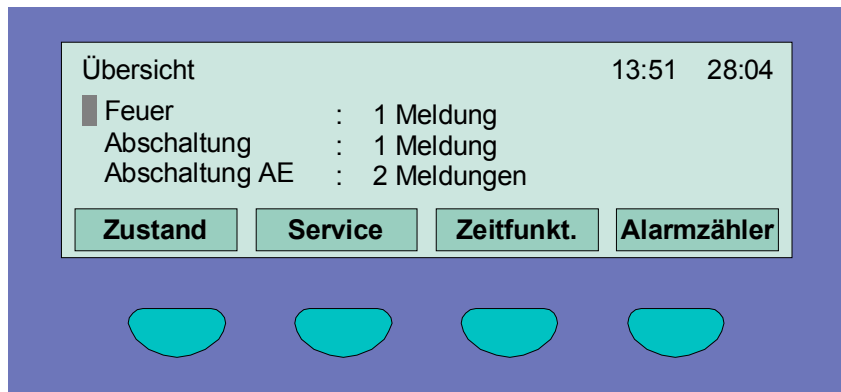 Übersicht 13:51 28:04
Feuer : 1 Meldung
Abschaltung : 1 Meldung
Abschaltung AE : 2 Meldungen
Zustand Service Zeitfunkt. Alarmzähler